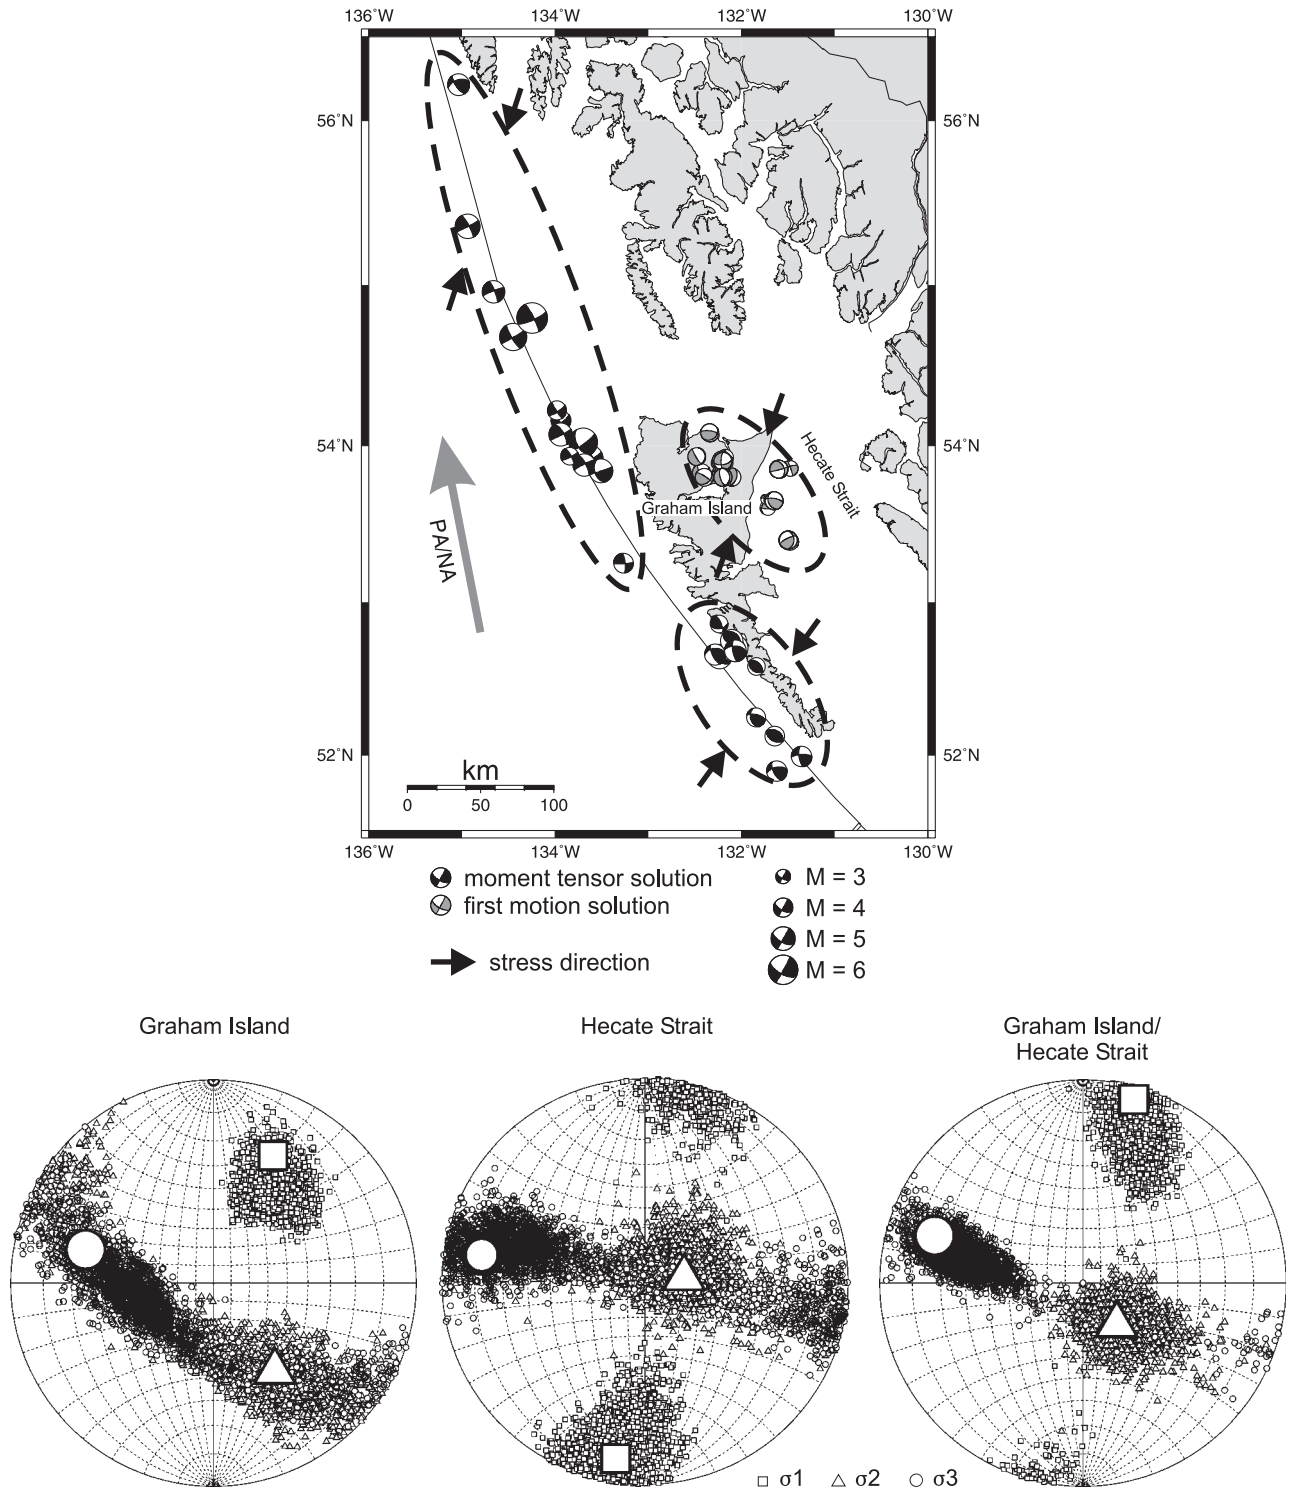 136˚W 134˚W 132˚W 130˚W
56˚N 56˚N
54˚N 54˚N
Hecate Strait
Graham Island
PA/NA
52˚N 52˚N
km
0 50 100
136˚W 134˚W 132˚W 130˚W
moment tensor solution
first motion solution
stress direction
M = 3
M = 4
M = 5
M = 6
Graham Island
Hecate Strait
Graham Island/
Hecate Strait
σ1 σ2 σ3